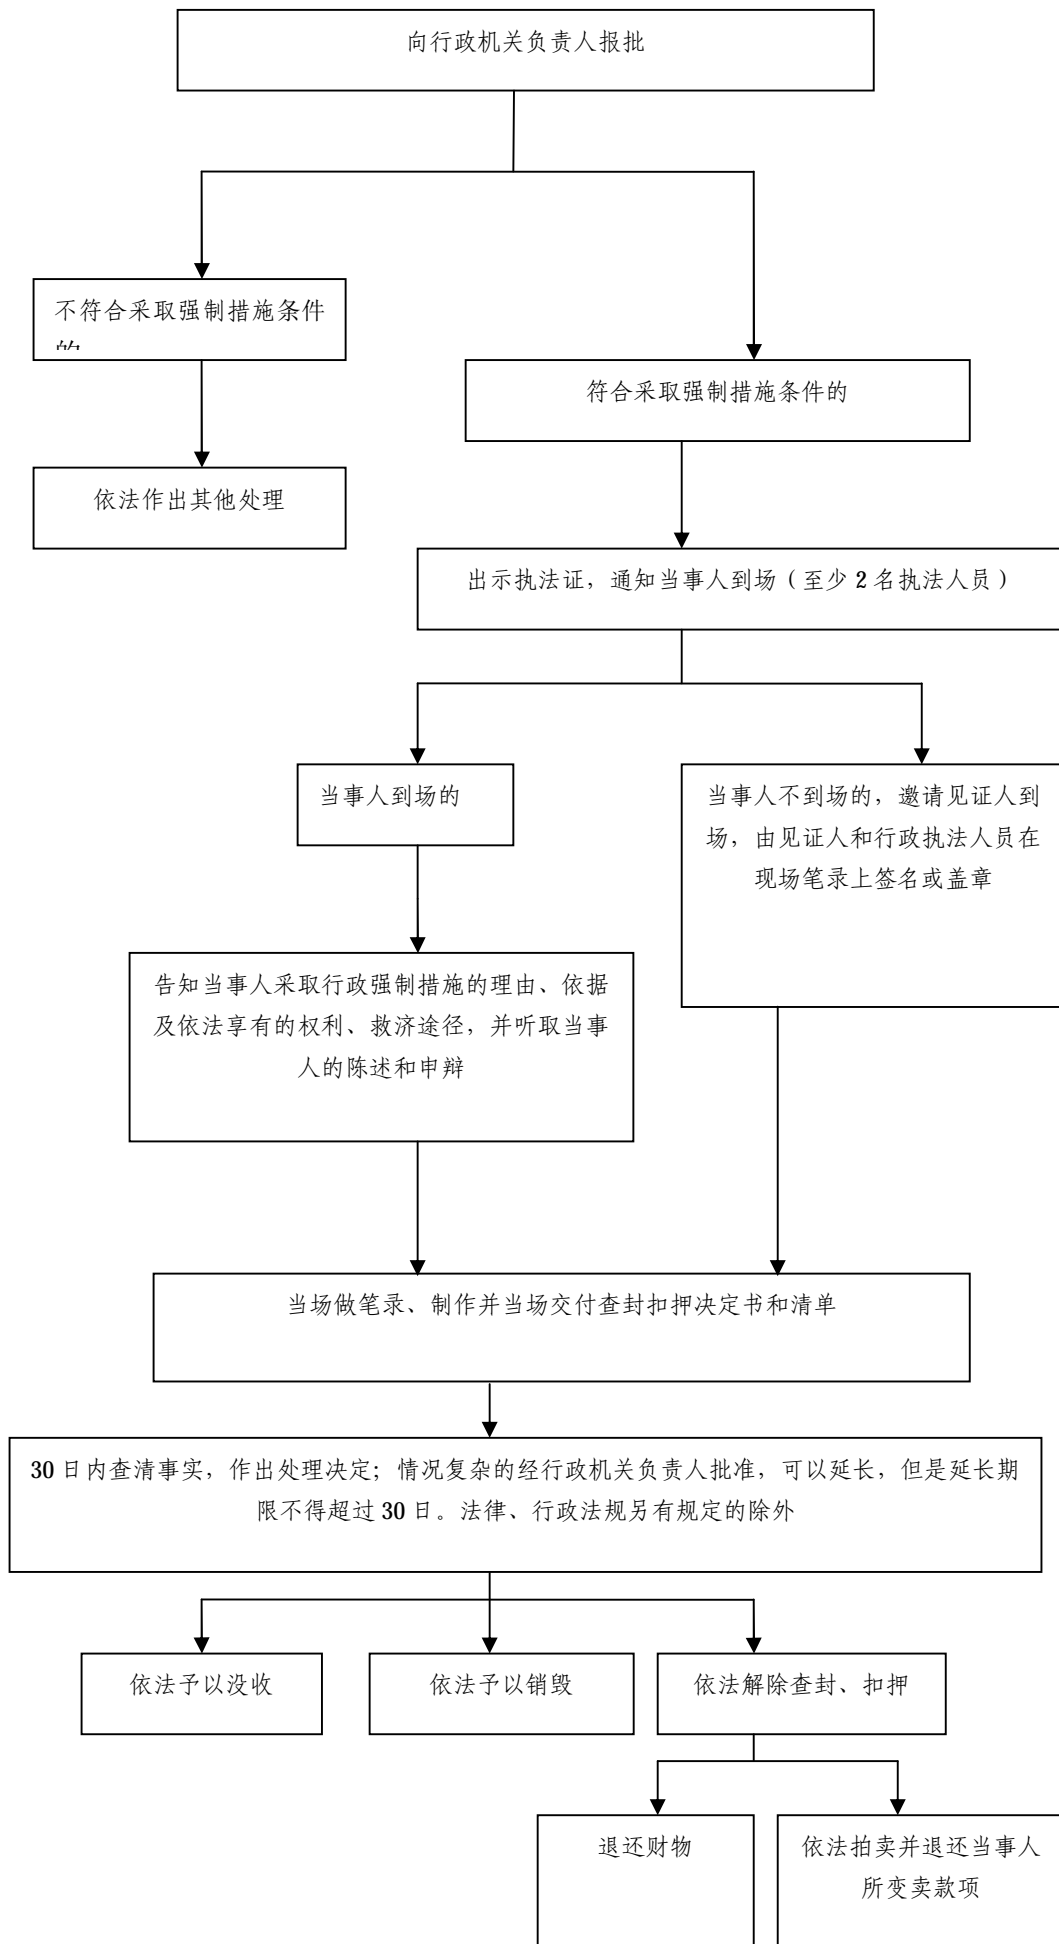 向行政机关负责人报批
不符合采取强制措施条件
符合采取强制措施条件的
依法作出其他处理
出示执法证，通知当事人到场（至少 2 名执法人员）
当事人到场的
当事人不到场的，邀请见证人到
场，由见证人和行政执法人员在
现场笔录上签名或盖章
告知当事人采取行政强制措施的理由、依据
及依法享有的权利、救济途径，并听取当事
人的陈述和申辩
当场做笔录、制作并当场交付查封扣押决定书和清单
30 日内查清事实，作出处理决定；情况复杂的经行政机关负责人批准，可以延长，但是延长期
限不得超过 30 日。法律、行政法规另有规定的除外
依法予以没收
依法予以销毁
依法解除查封、扣押
退还财物
依法拍卖并退还当事人
所变卖款项